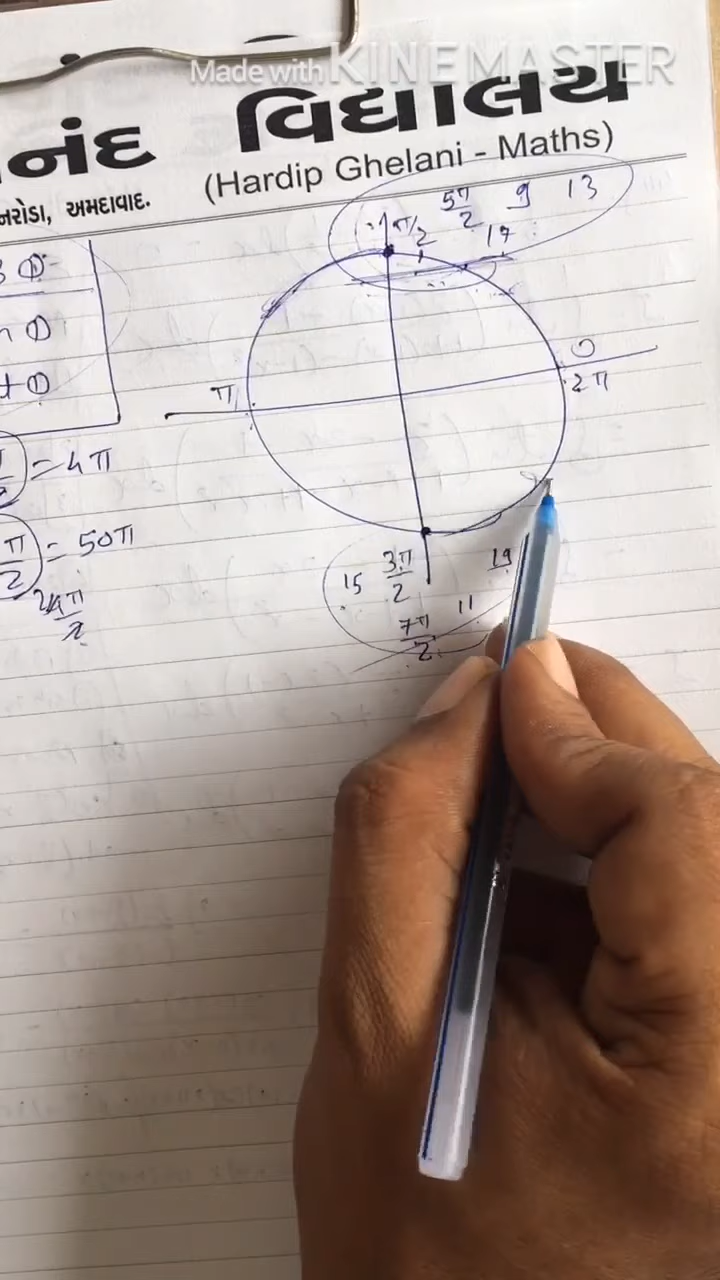 Made with KINEMASTER
નંદ વિદ્યાલય
(Hardip Ghelani - Maths)
નરોડા, અમદાવાદ.
π/2 5π/2 9 13
17
0
2π
π
= 4π
= 50π
3π/2
15
19
11
7π/2